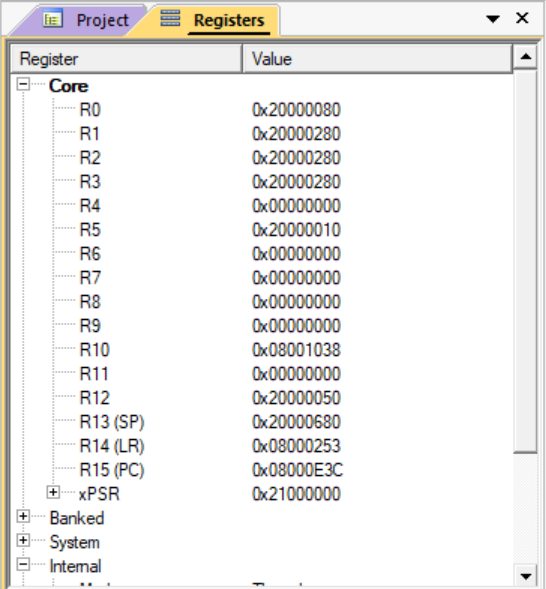 Project Registers
Register Value
Core
R0 0x20000080
R1 0x20000280
R2 0x20000280
R3 0x20000280
R4 0x00000000
R5 0x20000010
R6 0x00000000
R7 0x00000000
R8 0x00000000
R9 0x00000000
R10 0x08001038
R11 0x00000000
R12 0x20000050
R13 (SP) 0x20000680
R14 (LR) 0x08000253
R15 (PC) 0x08000E3C
xPSR 0x21000000
Banked
System
Internal